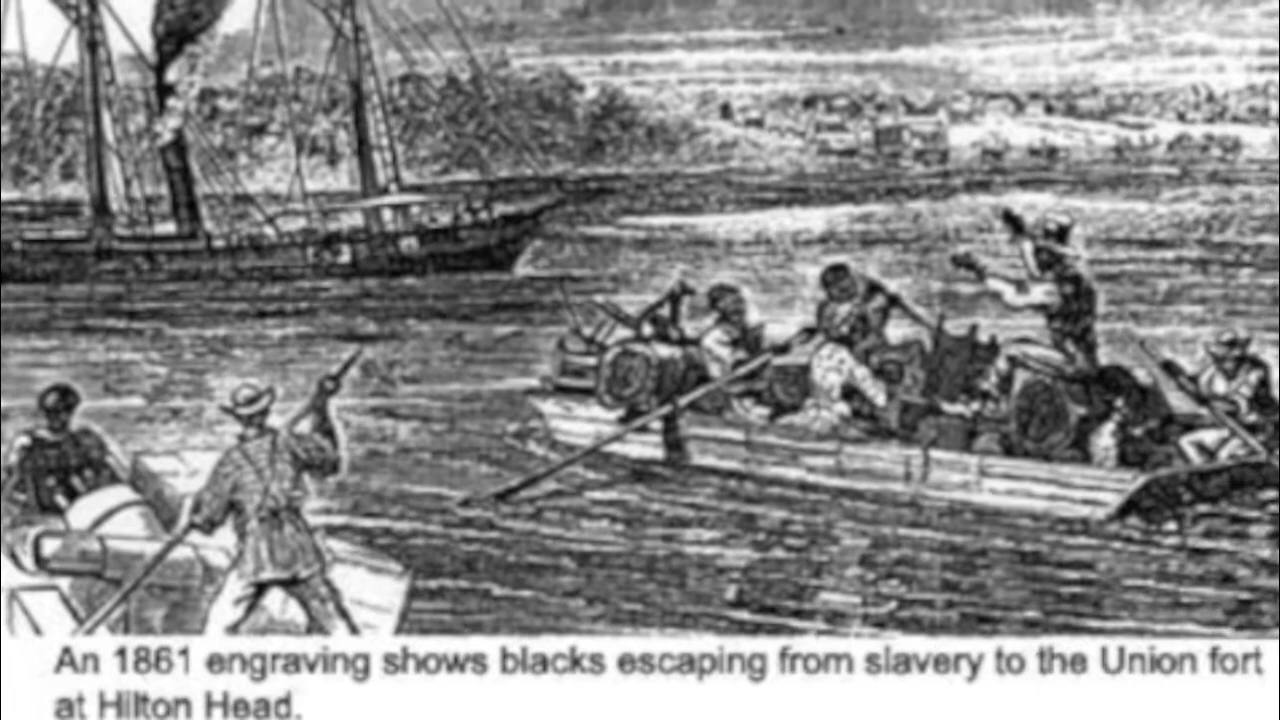 An 1861 engraving shows blacks escaping from slavery to the Union fort
at Hilton Head.